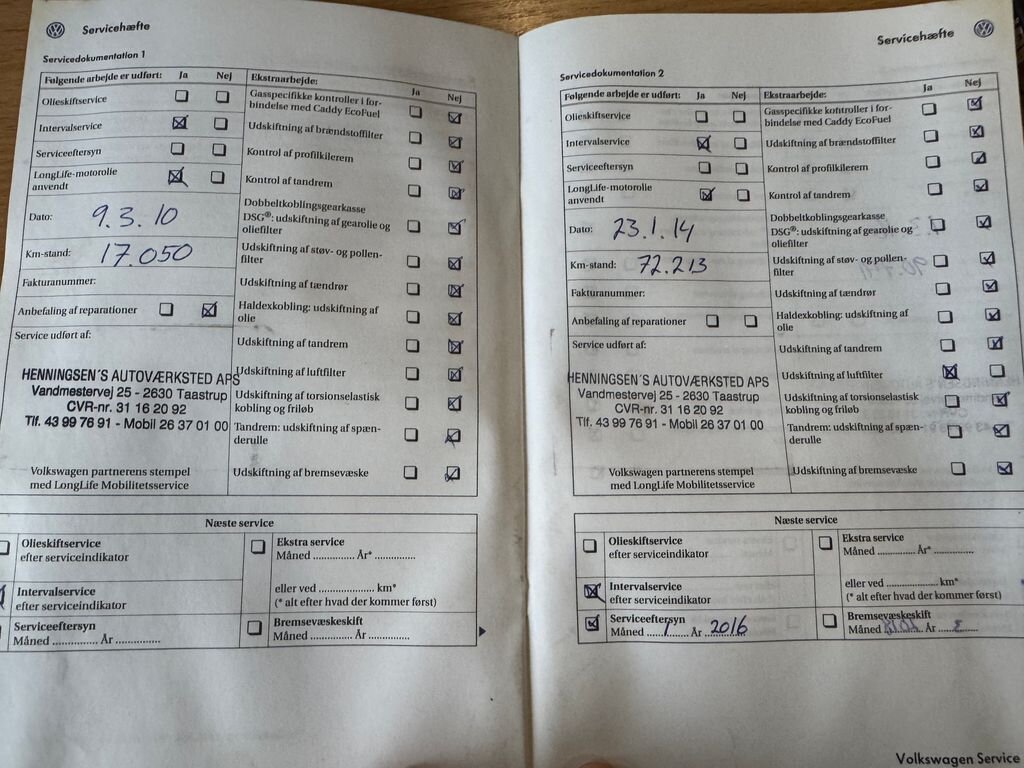 Servicehæfte
Servicedokumentation 1
Følgende arbejde er udført: Ja Nej
Olieskiftservice
Intervalservice
Serviceeftersyn
LongLife-motorolie
anvendt
Dato: 9.3.10
Km-stand: 17.050
Fakturanummer:
Anbefaling af reparationer
Service udført af:
HENNINGSEN´S AUTOVÆRKSTED APS
Vandmestervej 25 - 2630 Taastrup
CVR-nr. 31 16 20 92
Tlf. 43 99 76 91 - Mobil 26 37 01 00
Volkswagen partnerens stempel
med LongLife Mobilitetsservice
Ekstraarbejde: Ja Nej
Gasspecifikke kontroller i for-
bindelse med Caddy EcoFuel
Udskiftning af brændstoffilter
Kontrol af profilkilerem
Kontrol af tandrem
Dobbeltkoblingsgearkasse
DSG®: udskiftning af gearolie og
oliefilter
Udskiftning af støv- og pollen-
filter
Udskiftning af tændrør
Haldexkobling: udskiftning af
olie
Udskiftning af tandrem
Udskiftning af luftfilter
Udskiftning af torsionselastisk
kobling og friløb
Tandrem: udskiftning af spæn-
derulle
Udskiftning af bremsevæske
Næste service
Olieskiftservice
efter serviceindikator
Intervalservice
efter serviceindikator
Serviceeftersyn
Måned .............. År ..............
Ekstra service
Måned .............. År* ..............
eller ved .............. km*
(* alt efter hvad der kommer først)
Bremsevæskeskift
Måned .............. År ..............
Servicehæfte
Servicedokumentation 2
Følgende arbejde er udført: Ja Nej
Olieskiftservice
Intervalservice
Serviceeftersyn
LongLife-motorolie
anvendt
Dato: 23.1.14
Km-stand: 72.213
Fakturanummer:
Anbefaling af reparationer
Service udført af:
HENNINGSEN´S AUTOVÆRKSTED APS
Vandmestervej 25 - 2630 Taastrup
CVR-nr. 31 16 20 92
Tlf. 43 99 76 91 - Mobil 26 37 01 00
Volkswagen partnerens stempel
med LongLife Mobilitetsservice
Ekstraarbejde: Ja Nej
Gasspecifikke kontroller i for-
bindelse med Caddy EcoFuel
Udskiftning af brændstoffilter
Kontrol af profilkilerem
Kontrol af tandrem
Dobbeltkoblingsgearkasse
DSG®: udskiftning af gearolie og
oliefilter
Udskiftning af støv- og pollen-
filter
Udskiftning af tændrør
Haldexkobling: udskiftning af
olie
Udskiftning af tandrem
Udskiftning af luftfilter
Udskiftning af torsionselastisk
kobling og friløb
Tandrem: udskiftning af spæn-
derulle
Udskiftning af bremsevæske
Næste service
Olieskiftservice
efter serviceindikator
Intervalservice
efter serviceindikator
Serviceeftersyn
Måned 1 År 2016
Ekstra service
Måned .............. År* ..............
eller ved .............. km*
(* alt efter hvad der kommer først)
Bremsevæskeskift
Måned .............. År ..............
Volkswagen Service